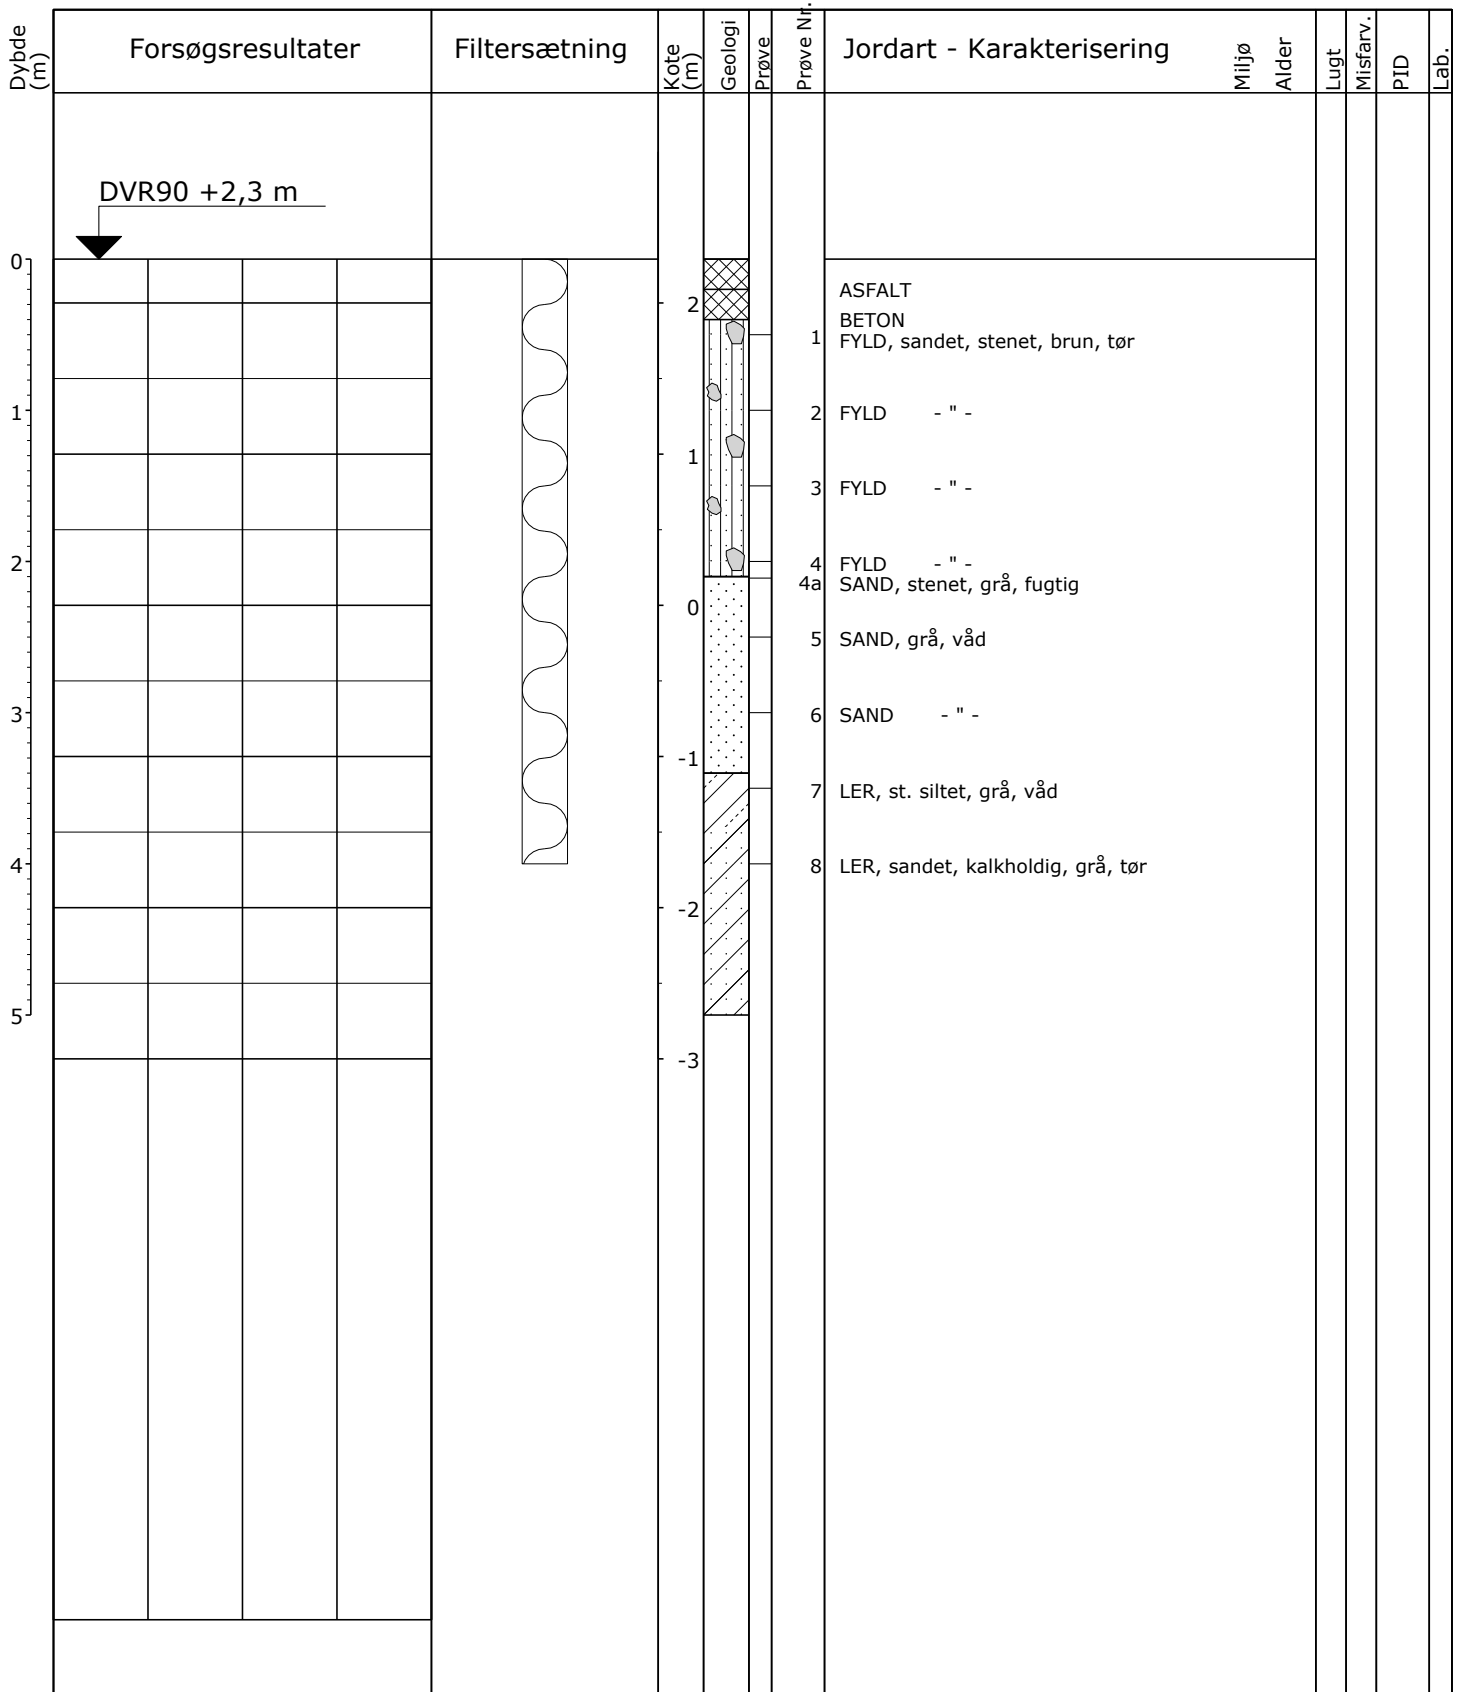 Dybde (m)
Forsøgsresultater
Filtersætning
Kote (m)
Geologi
Prøve
Prøve Nr.
Jordart - Karakterisering
Miljø
Alder
Lugt
Misfarv.
PID
Lab.
DVR90 +2,3 m
0
ASFALT
2
BETON
1 FYLD, sandet, stenet, brun, tør
1
2 FYLD - " -
1
3 FYLD - " -
2
4 FYLD - " -
4a SAND, stenet, grå, fugtig
0
5 SAND, grå, våd
3
6 SAND - " -
-1
7 LER, st. siltet, grå, våd
4
8 LER, sandet, kalkholdig, grå, tør
-2
5
-3